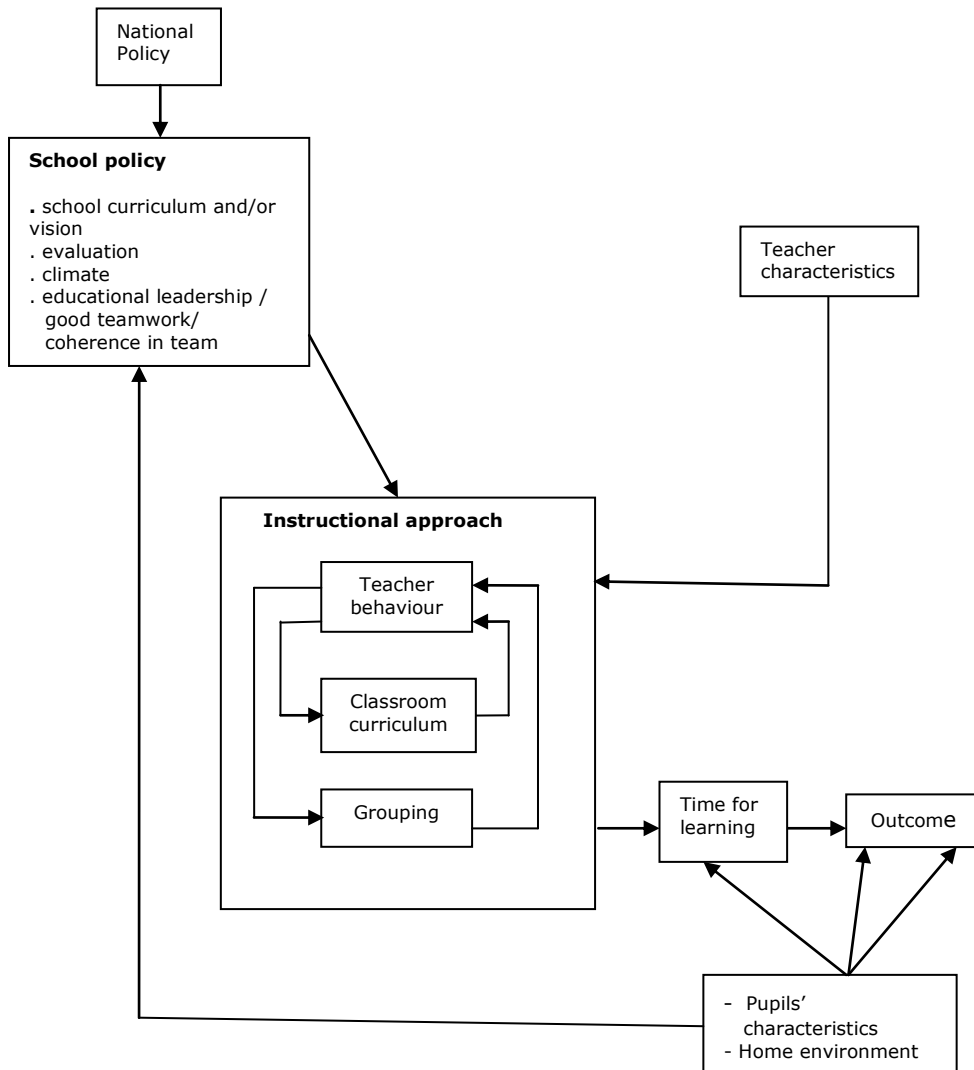 National
Policy
School policy
. school curriculum and/or
vision
. evaluation
. climate
. educational leadership /
good teamwork/
coherence in team
Teacher
characteristics
Instructional approach
Teacher
behaviour
Classroom
curriculum
Grouping
Time for
learning
Outcome
- Pupils’
characteristics
- Home environment